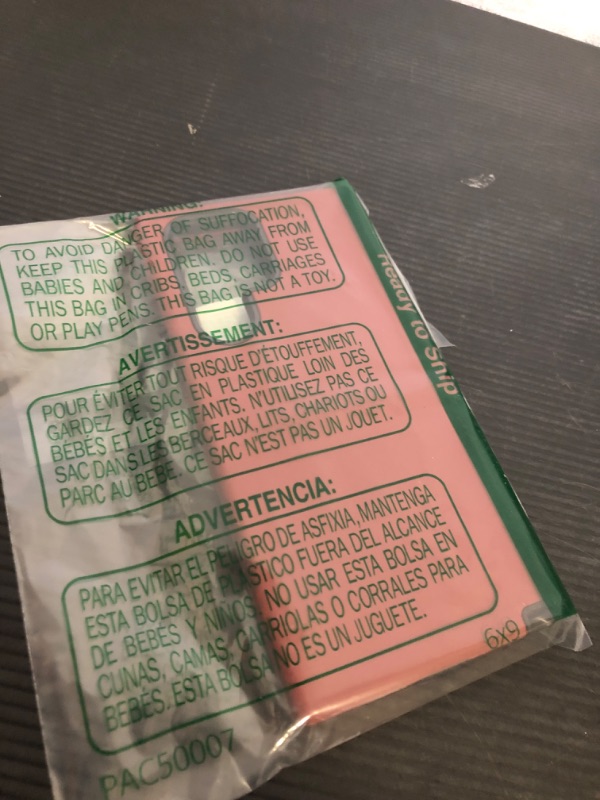 WARNING:
TO AVOID DANGER OF SUFFOCATION,
KEEP THIS PLASTIC BAG AWAY FROM
BABIES AND CHILDREN. DO NOT USE
THIS BAG IN CRIBS, BEDS, CARRIAGES
OR PLAY PENS. THIS BAG IS NOT A TOY.
AVERTISSEMENT:
POUR ÉVITER TOUT RISQUE D'ÉTOUFFEMENT,
GARDEZ CE SAC EN PLASTIQUE LOIN DES
BÉBÉS ET LES ENFANTS. N'UTILISEZ PAS CE
SAC DANS LES BERCEAUX, LITS, CHARIOTS OU
PARC AU BÉBÉ. CE SAC N'EST PAS UN JOUET.
ADVERTENCIA:
PARA EVITAR EL PELIGRO DE ASFIXIA, MANTENGA
ESTA BOLSA DE PLÁSTICO FUERA DEL ALCANCE
DE BEBÉS Y NIÑOS. NO USAR ESTA BOLSA EN
CUNAS, CAMAS, CARRIOLAS O CORRALES PARA
BEBÉS. ESTA BOLSA NO ES UN JUGUETE.
PAC50007
6x9
Ready to Ship